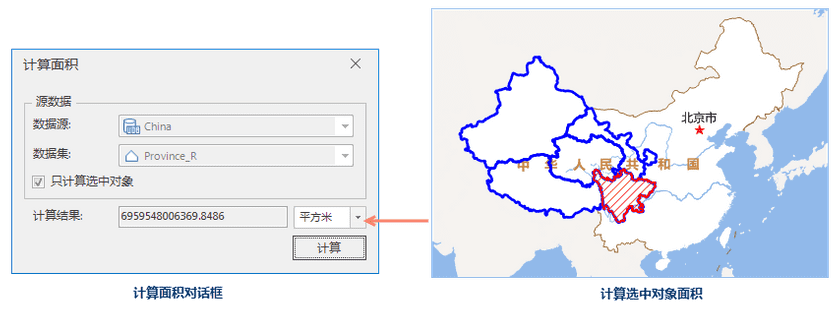 计算面积
源数据
数据源:
China
数据集:
Province_R
只计算选中对象
计算结果:
6959548006369.8486
平方米
计算
计算面积对话框
北京市
中 华 人 民 共 和 国
计算选中对象面积